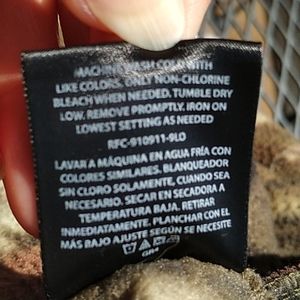 MACHINE WASH COLD WITH
LIKE COLORS. ONLY NON-CHLORINE
BLEACH WHEN NEEDED. TUMBLE DRY
LOW. REMOVE PROMPTLY. IRON ON
LOWEST SETTING AS NEEDED
RFC-910911-9LO
LAVAR A MÁQUINA EN AGUA FRÍA CON
COLORES SIMILARES. BLANQUEADOR
SIN CLORO SOLAMENTE, CUANDO SEA
NECESARIO. SECAR EN SECADORA A
TEMPERATURA BAJA. RETIRAR
INMEDIATAMENTE. PLANCHAR CON EL
MÁS BAJO AJUSTE SEGÚN SE NECESITE